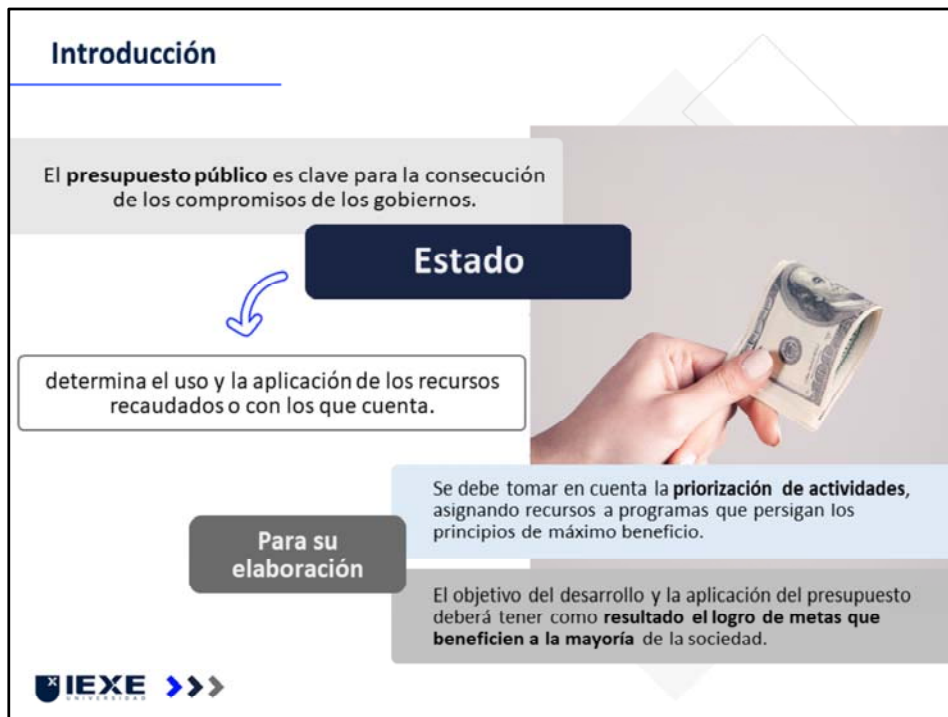 Introducción
El presupuesto público es clave para la consecución
de los compromisos de los gobiernos.
Estado
determina el uso y la aplicación de los recursos
recaudados o con los que cuenta.
Para su
elaboración
Se debe tomar en cuenta la priorización de actividades,
asignando recursos a programas que persigan los
principios de máximo beneficio.
El objetivo del desarrollo y la aplicación del presupuesto
deberá tener como resultado el logro de metas que
beneficien a la mayoría de la sociedad.
IEXE
UNIVERSIDAD